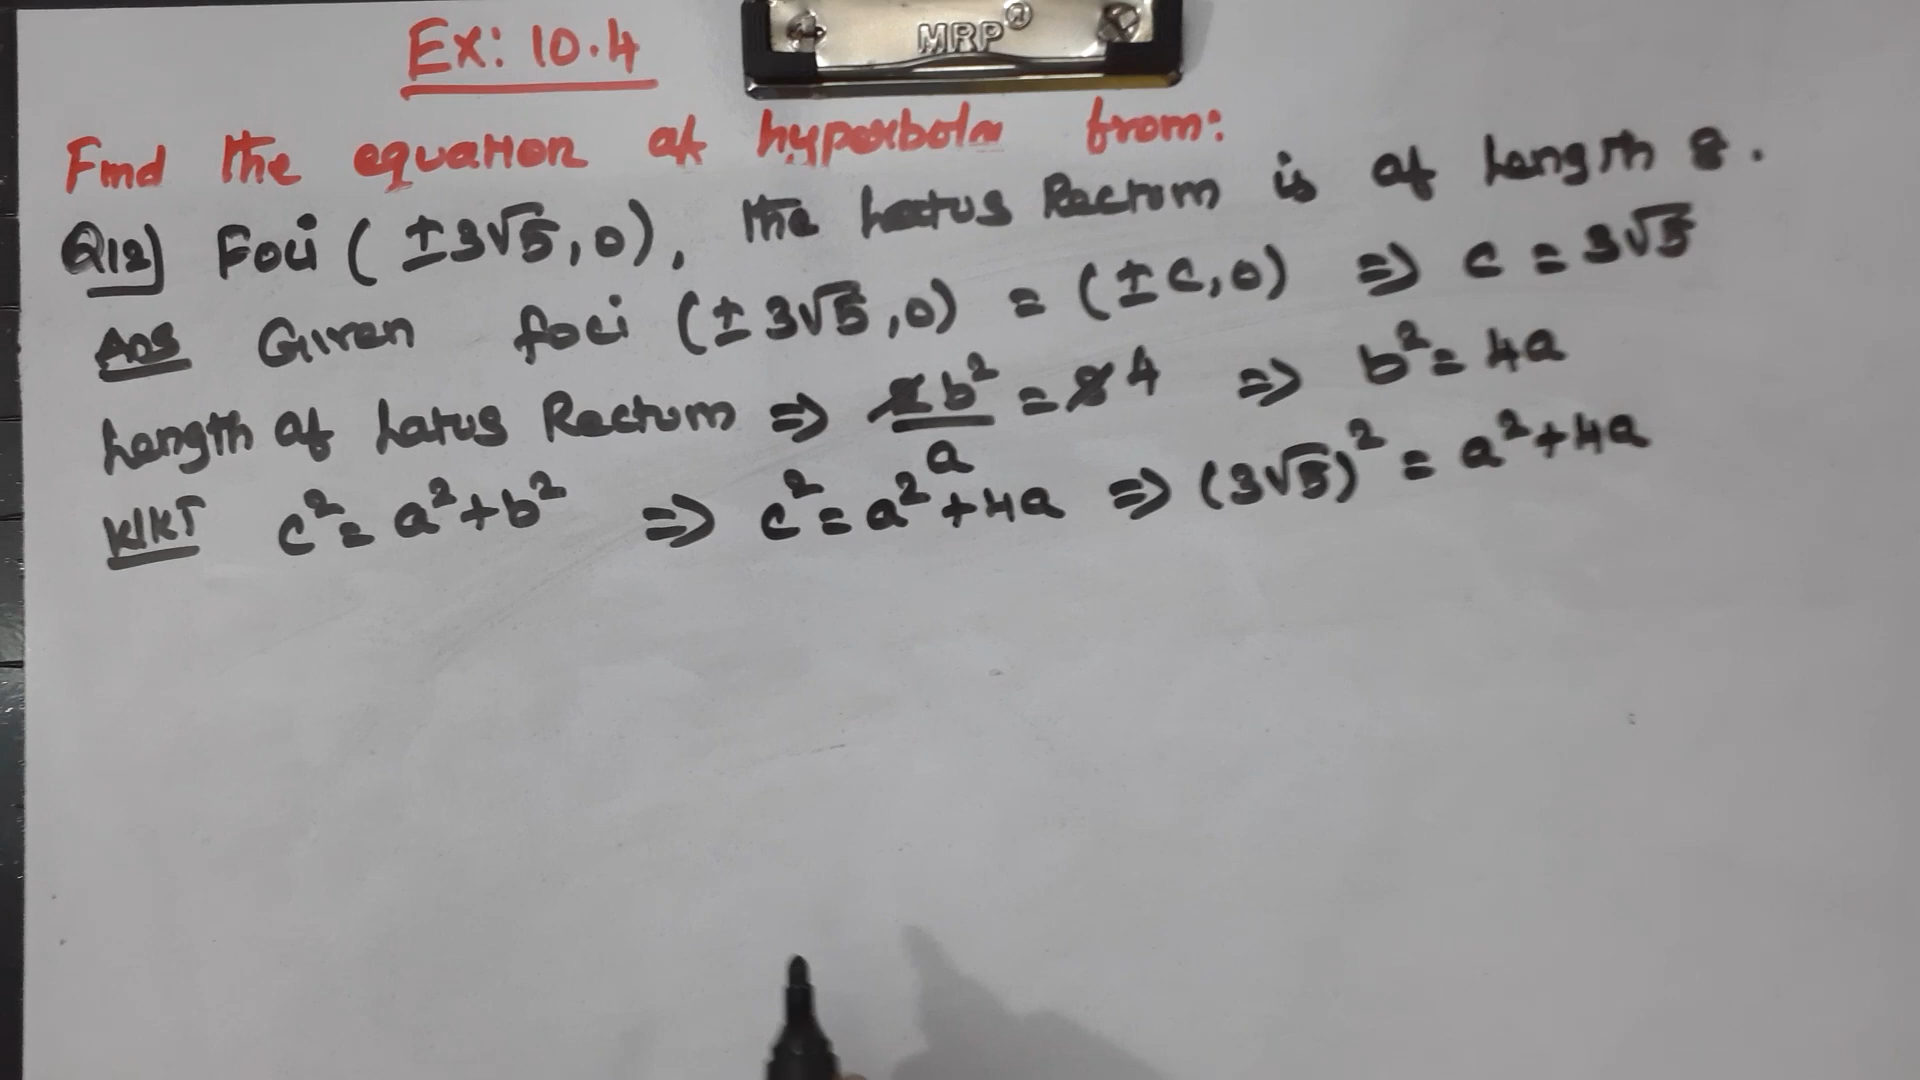 MRP®
Ex: 10.4
Find the equation of hyperbola from:
Q12) Foci (±3√5,0), the Latus Rectum is of Length 8.
Ans Given foci (±3√5,0) = (±c,0) => c = 3√5
Length of Latus Rectum => 2b²/a = 8 4 => b² = 4a
WKT c² = a²+b² => c² = a²+4a => (3√5)² = a²+4a